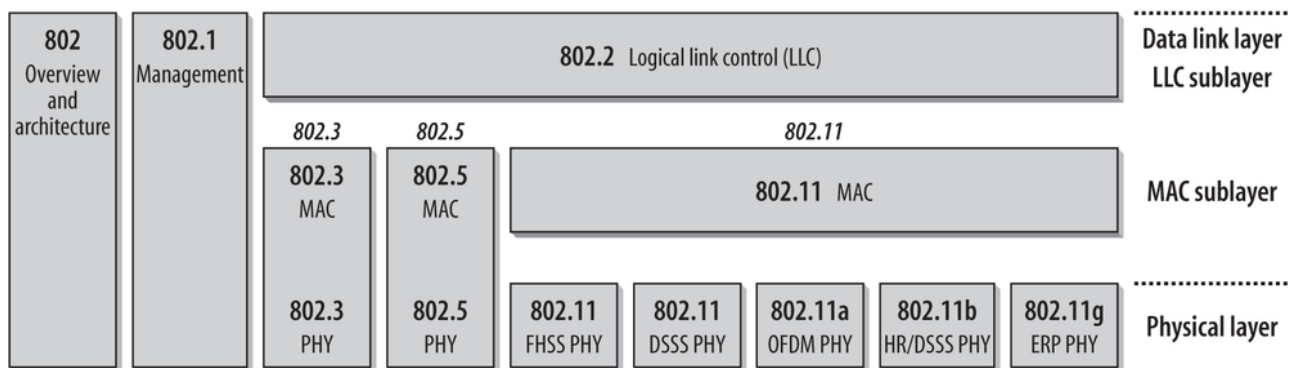 802
Overview
and
architecture
802.1
Management
802.2 Logical link control (LLC)
Data link layer
LLC sublayer
802.3
802.5
802.11
802.3
MAC
802.5
MAC
802.11 MAC
MAC sublayer
802.3
PHY
802.5
PHY
802.11
FHSS PHY
802.11
DSSS PHY
802.11a
OFDM PHY
802.11b
HR/DSSS PHY
802.11g
ERP PHY
Physical layer